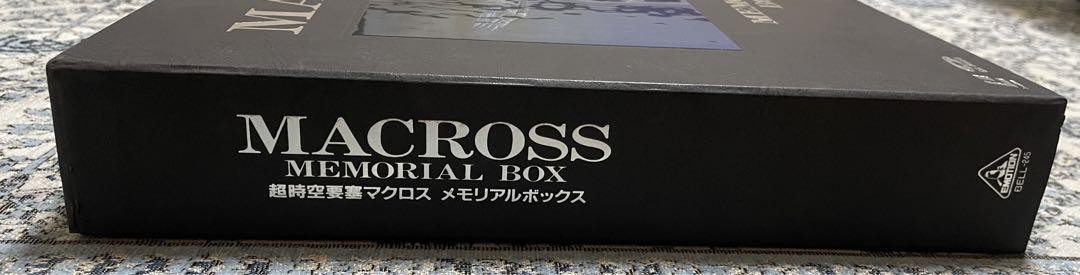 MACROSS
MEMORIAL BOX
超時空要塞マクロス メモリアルボックス
EMOTION
BELL-245